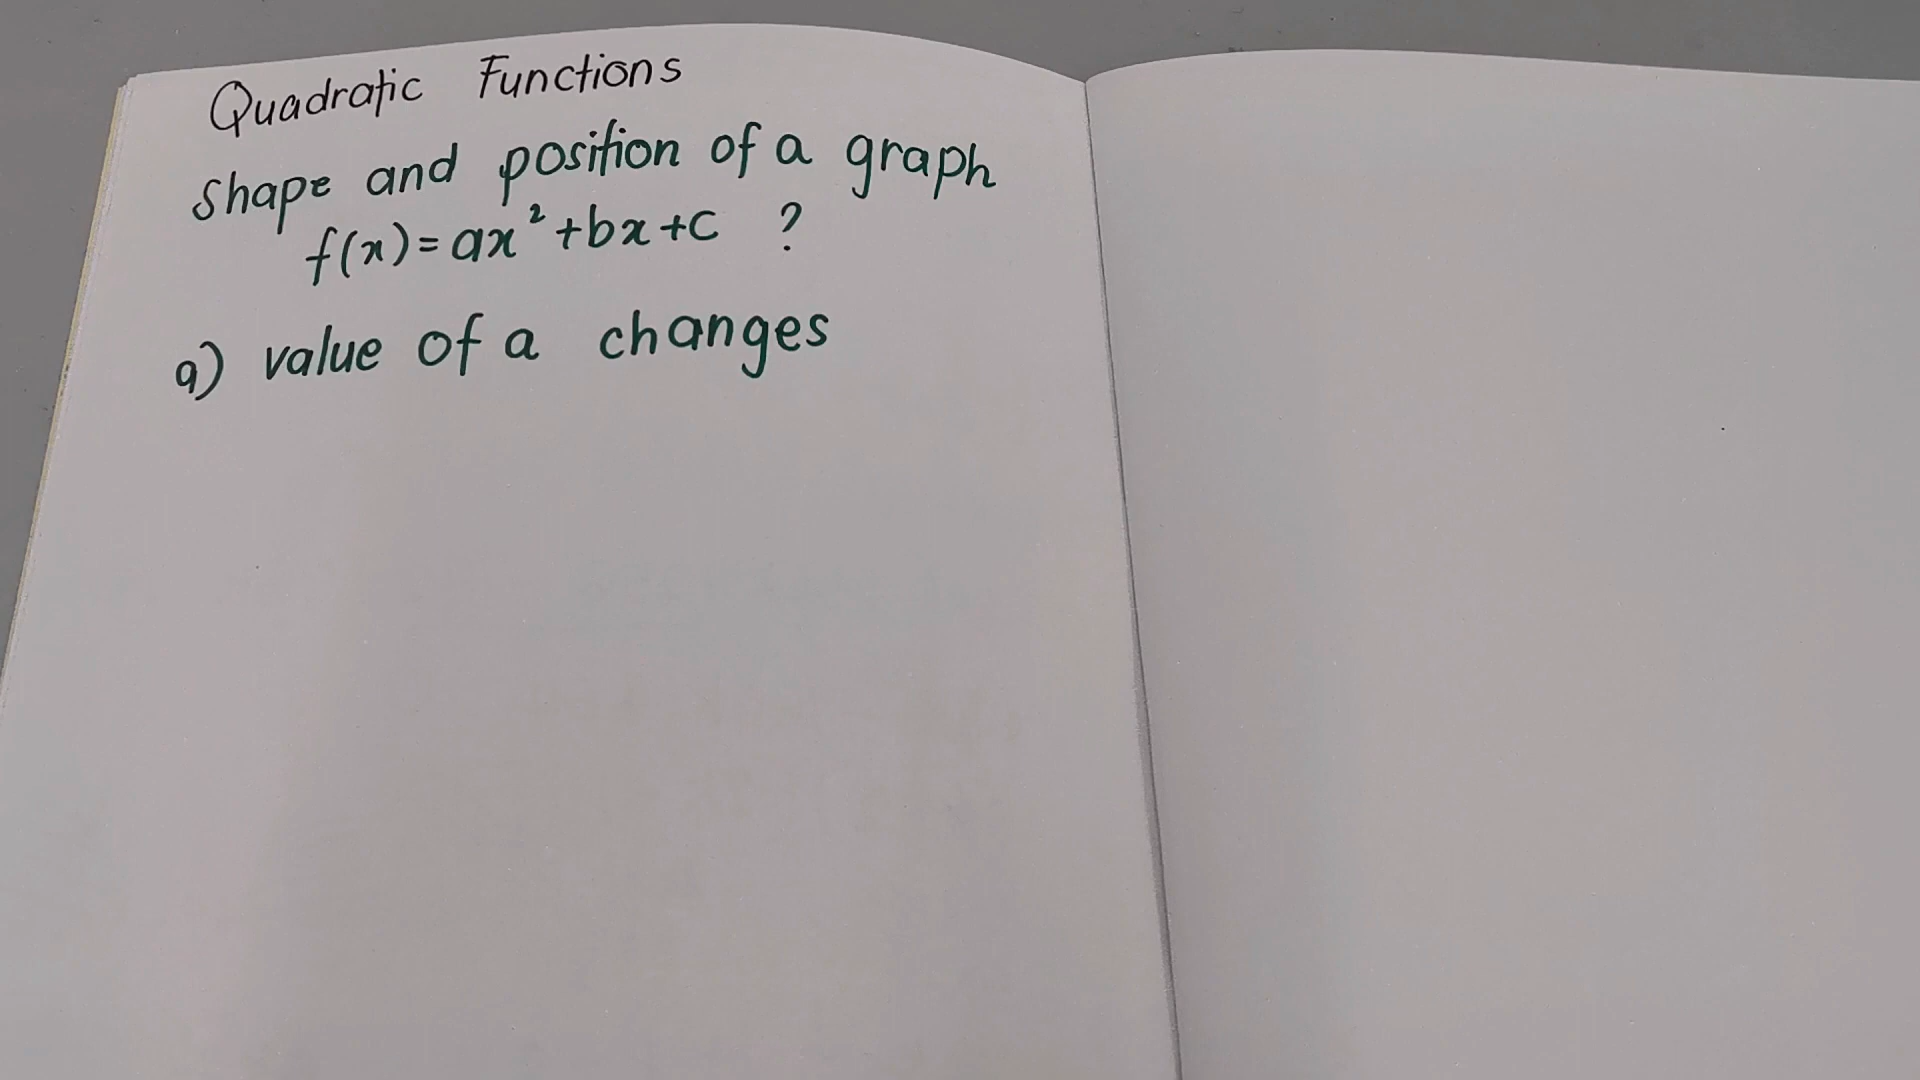 Quadratic Functions
shape and position of a graph
f(x) = ax² + bx + c ?
a) value of a changes